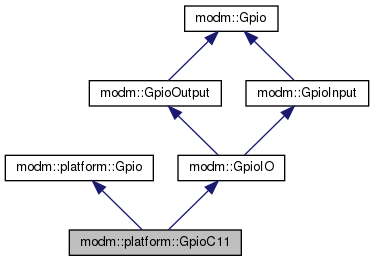 modm::Gpio
modm::GpioOutput
modm::GpioInput
modm::platform::Gpio
modm::GpioIO
modm::platform::GpioC11